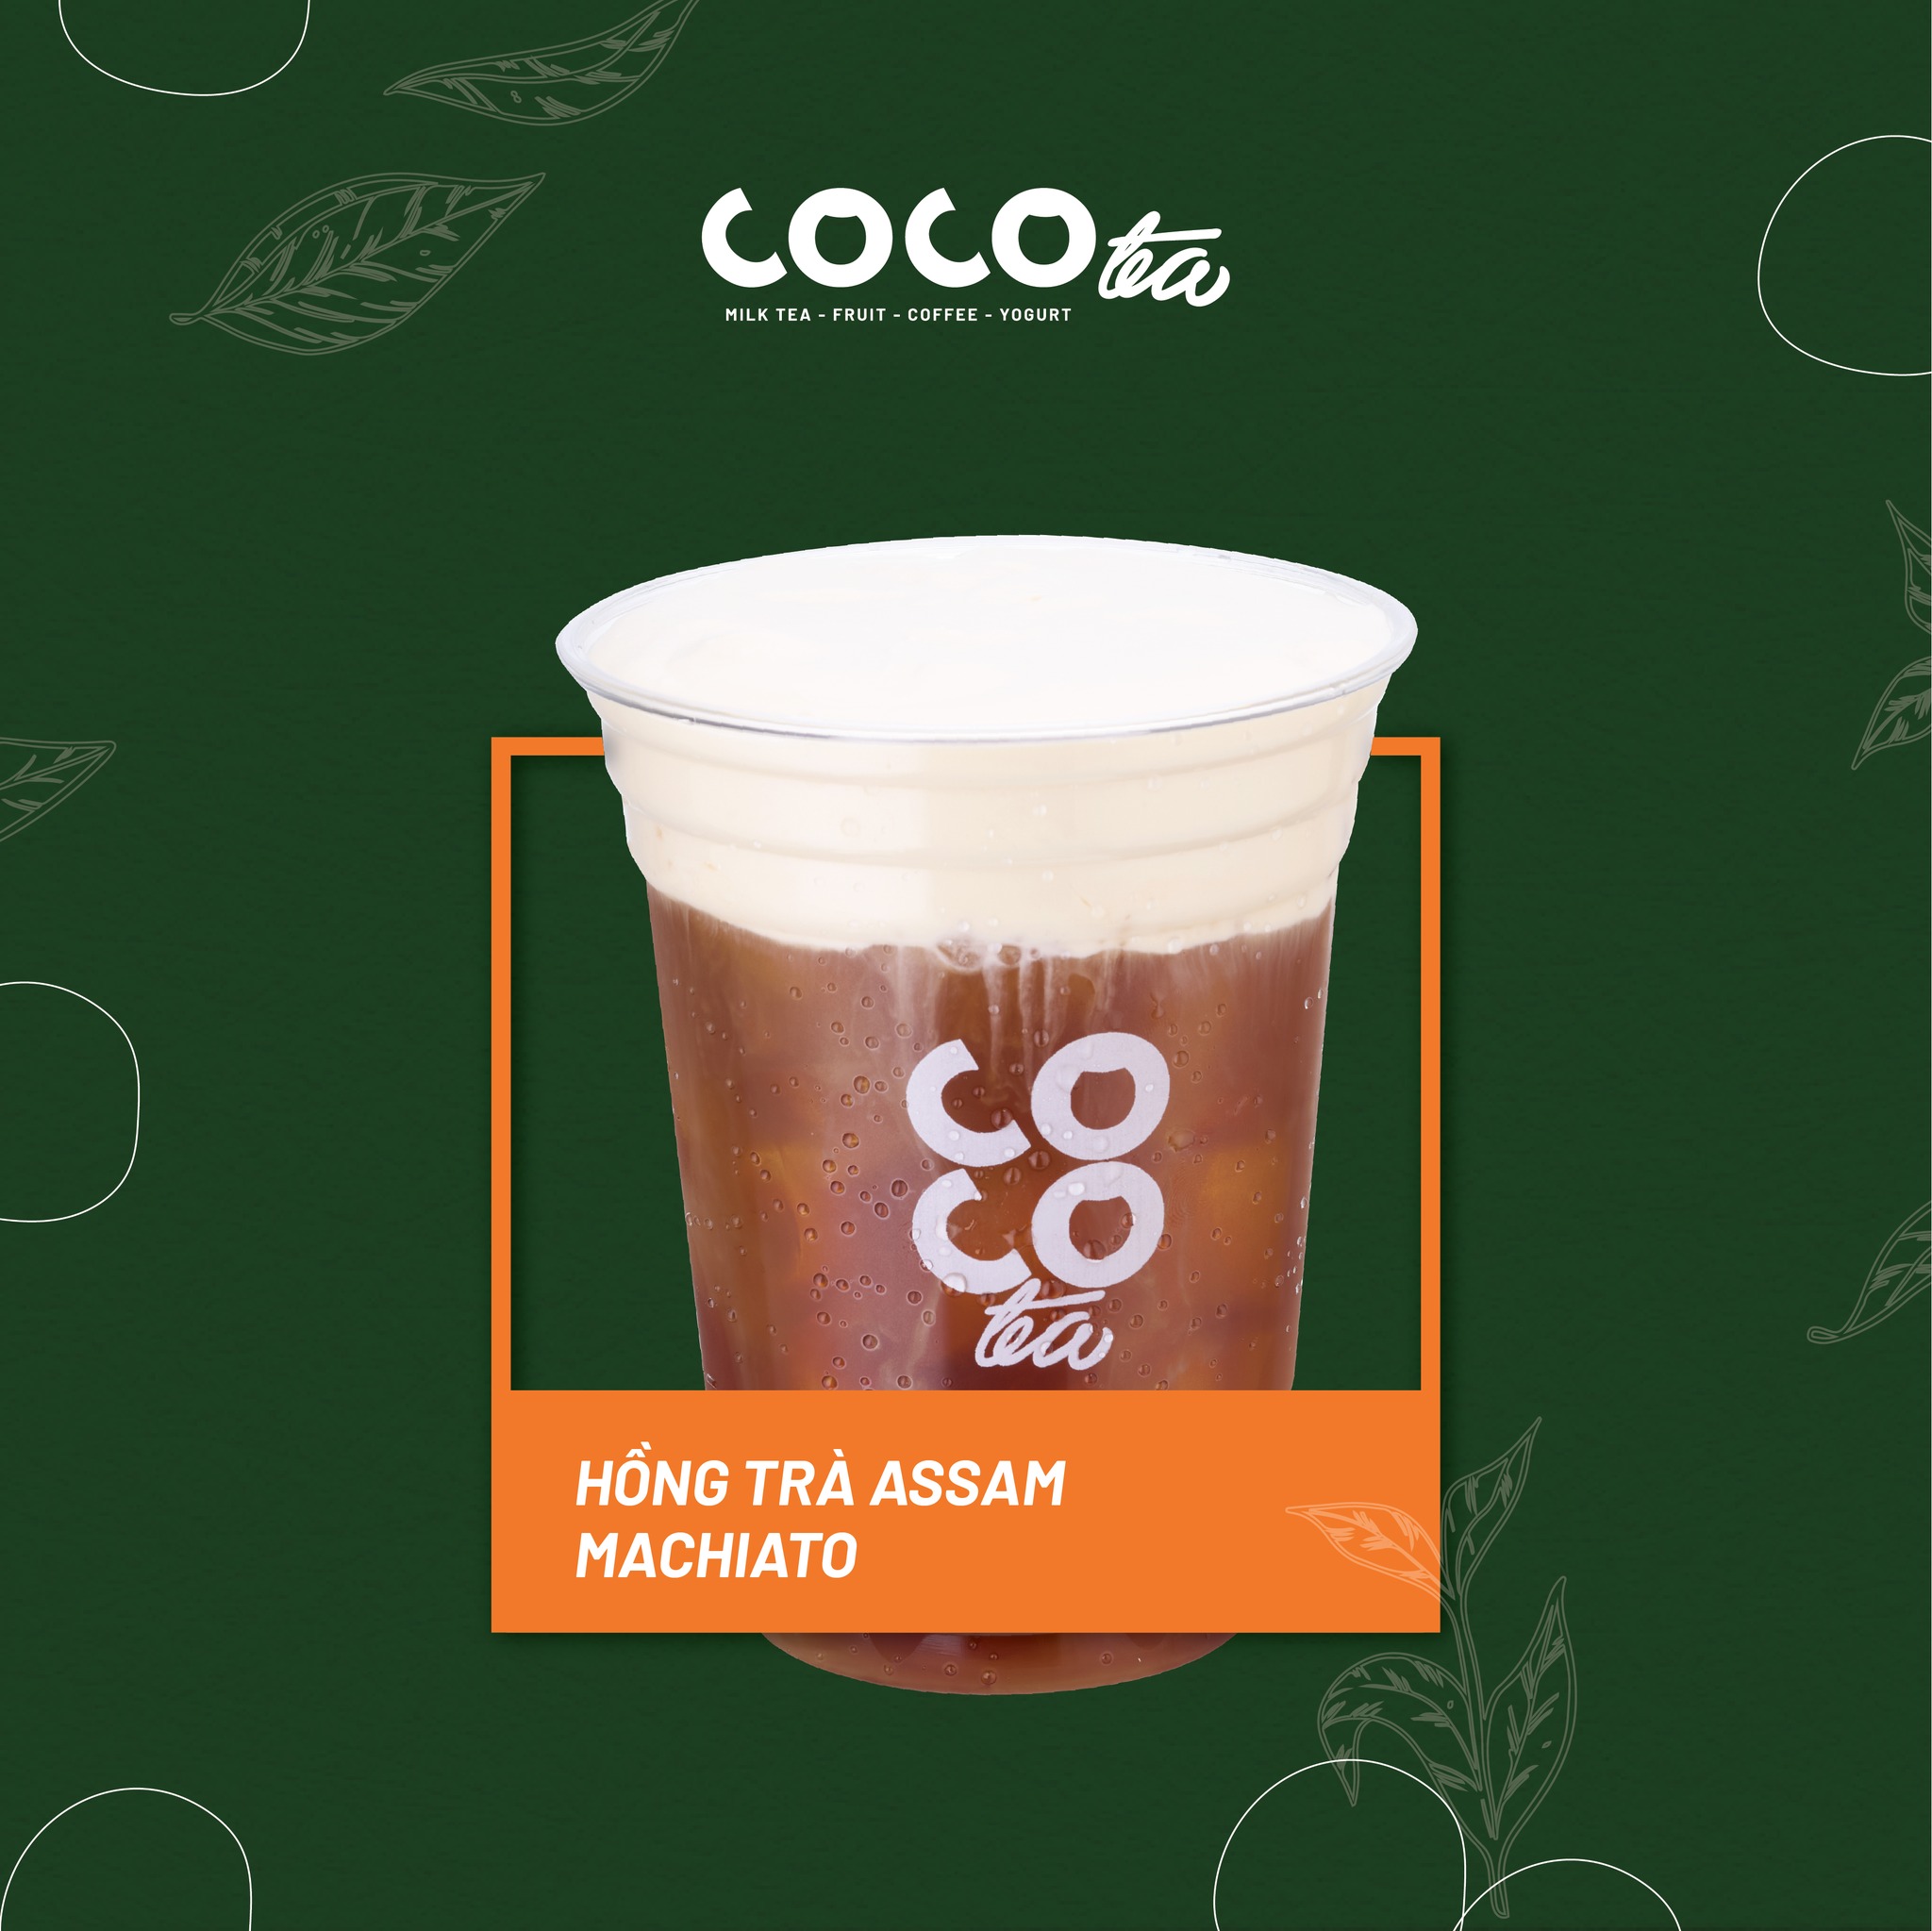 COCO tea
MILK TEA - FRUIT - COFFEE - YOGURT
CO
CO
tea
HỒNG TRÀ ASSAM
MACHIATO